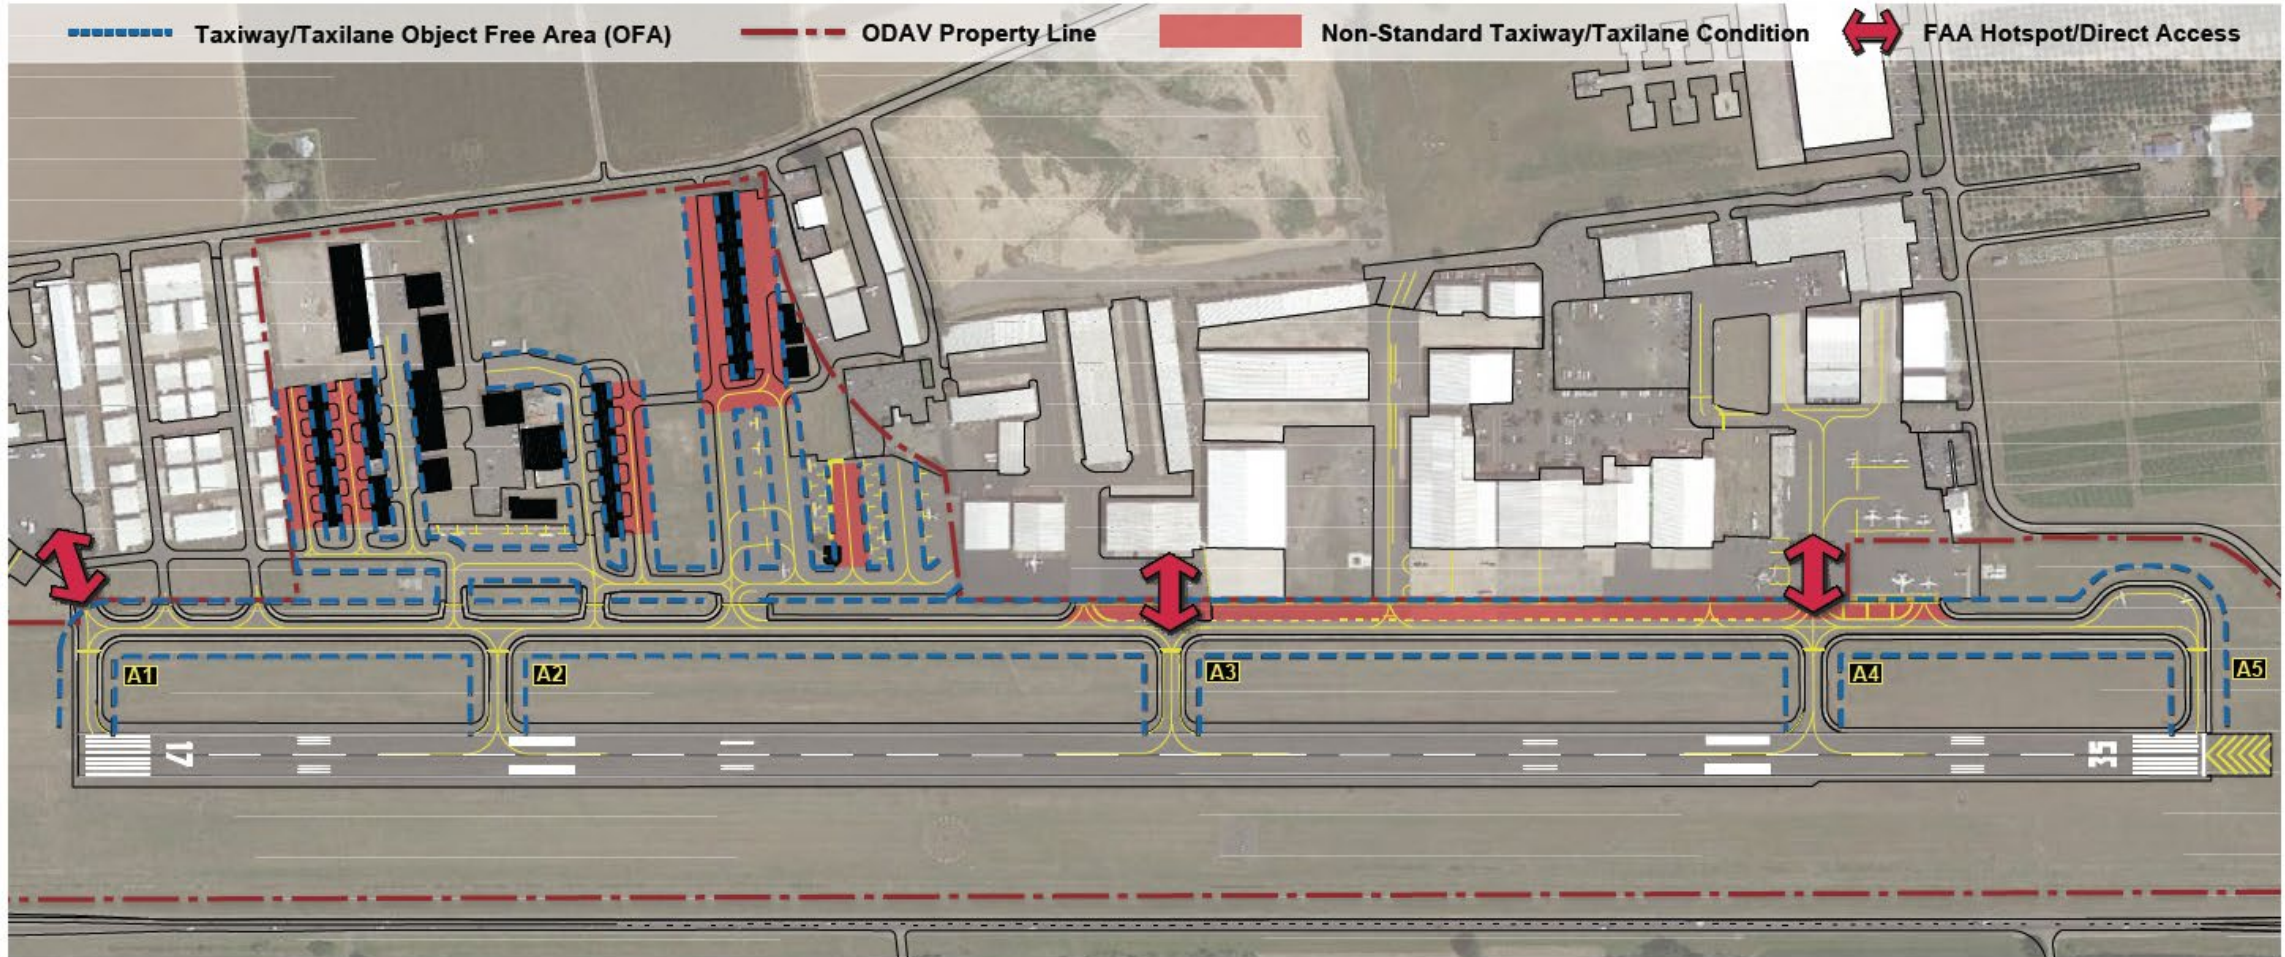 Taxiway/Taxilane Object Free Area (OFA)
ODAV Property Line
Non-Standard Taxiway/Taxilane Condition
FAA Hotspot/Direct Access
A1
A2
A3
A4
A5
17
35